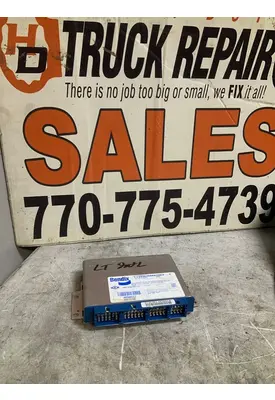 HD TRUCK REPAIR
There is no job too big or small, we FIX it all!
SALES
770-775-4739
LT
Bendix